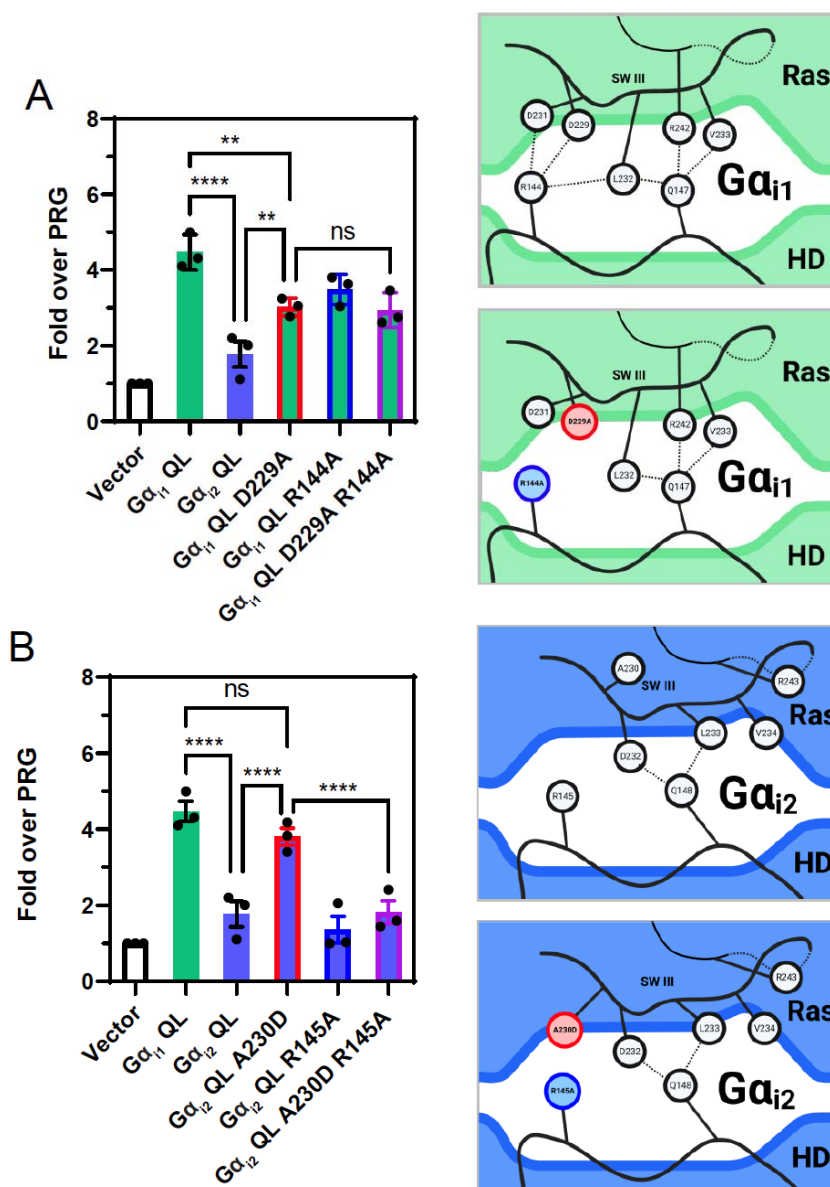 A
Fold over PRG
8
6
4
2
0
**
****
**
ns
Vector
Gαi1 QL
Gαi2 QL
Gαi1 QL D229A
Gαi1 QL R144A
Gαi1 QL D229A R144A
SW III
Ras
D231
D229
R242
V233
R144
L232
Q147
Gαi1
HD
SW III
Ras
D231
D229A
R242
V233
R144A
L232
Q147
Gαi1
HD
B
Fold over PRG
8
6
4
2
0
ns
****
****
****
Vector
Gαi1 QL
Gαi2 QL
Gαi2 QL A230D
Gαi2 QL R145A
Gαi2 QL A230D R145A
A230
SW III
R243
Ras
L233
V234
D232
R145
Q148
Gαi2
HD
SW III
R243
Ras
A230D
L233
V234
D232
R145A
Q148
Gαi2
HD